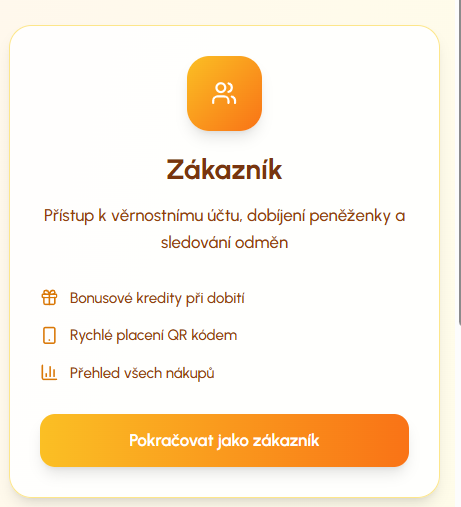 Zákazník
Přístup k věrnostnímu účtu, dobíjení peněženky a
sledování odměn
Bonusové kredity při dobití
Rychlé placení QR kódem
Přehled všech nákupů
Pokračovat jako zákazník